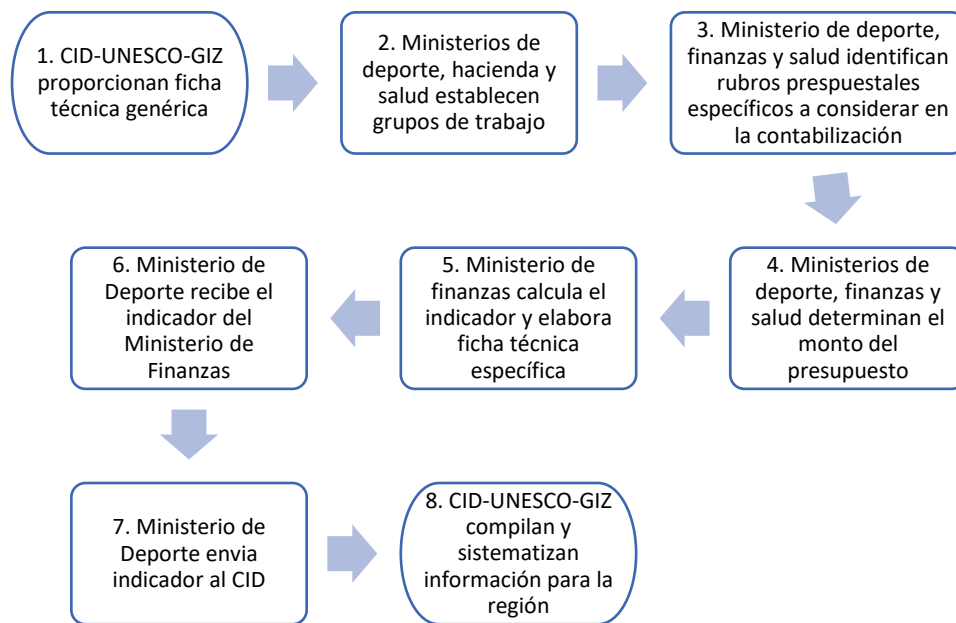 1. CID-UNESCO-GIZ
proporcionan ficha
técnica genérica
2. Ministerios de
deporte, hacienda y
salud establecen
grupos de trabajo
3. Ministerio de deporte,
finanzas y salud identifican
rubros prespuestales
específicos a considerar en
la contabilización
4. Ministerios de
deporte, finanzas y
salud determinan el
monto del
presupuesto
5. Ministerio de
finanzas calcula el
indicador y elabora
ficha técnica
específica
6. Ministerio de
Deporte recibe el
indicador del
Ministerio de
Finanzas
7. Ministerio de
Deporte envia
indicador al CID
8. CID-UNESCO-GIZ
compilan y
sistematizan
información para la
región